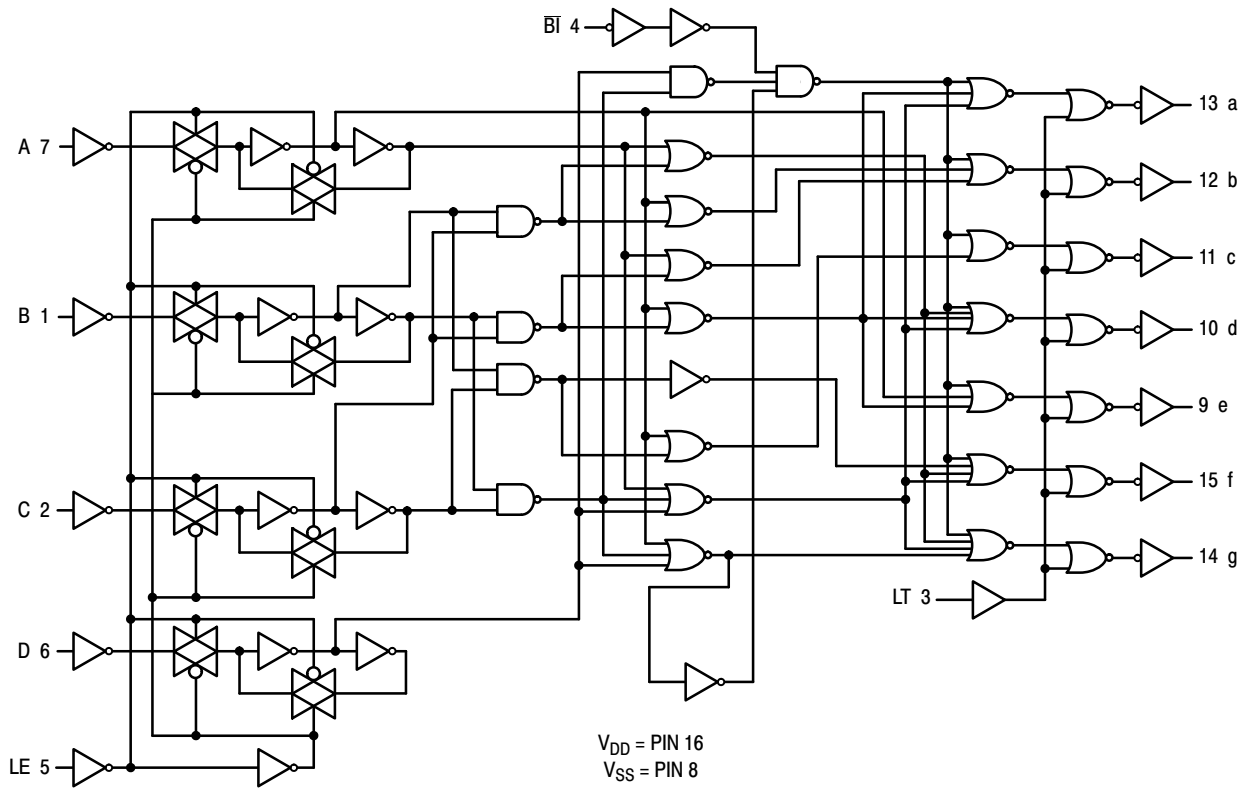 BI 4
A 7
13 a
12 b
11 c
B 1
10 d
9 e
15 f
C 2
14 g
LT 3
D 6
LE 5
VDD = PIN 16
VSS = PIN 8